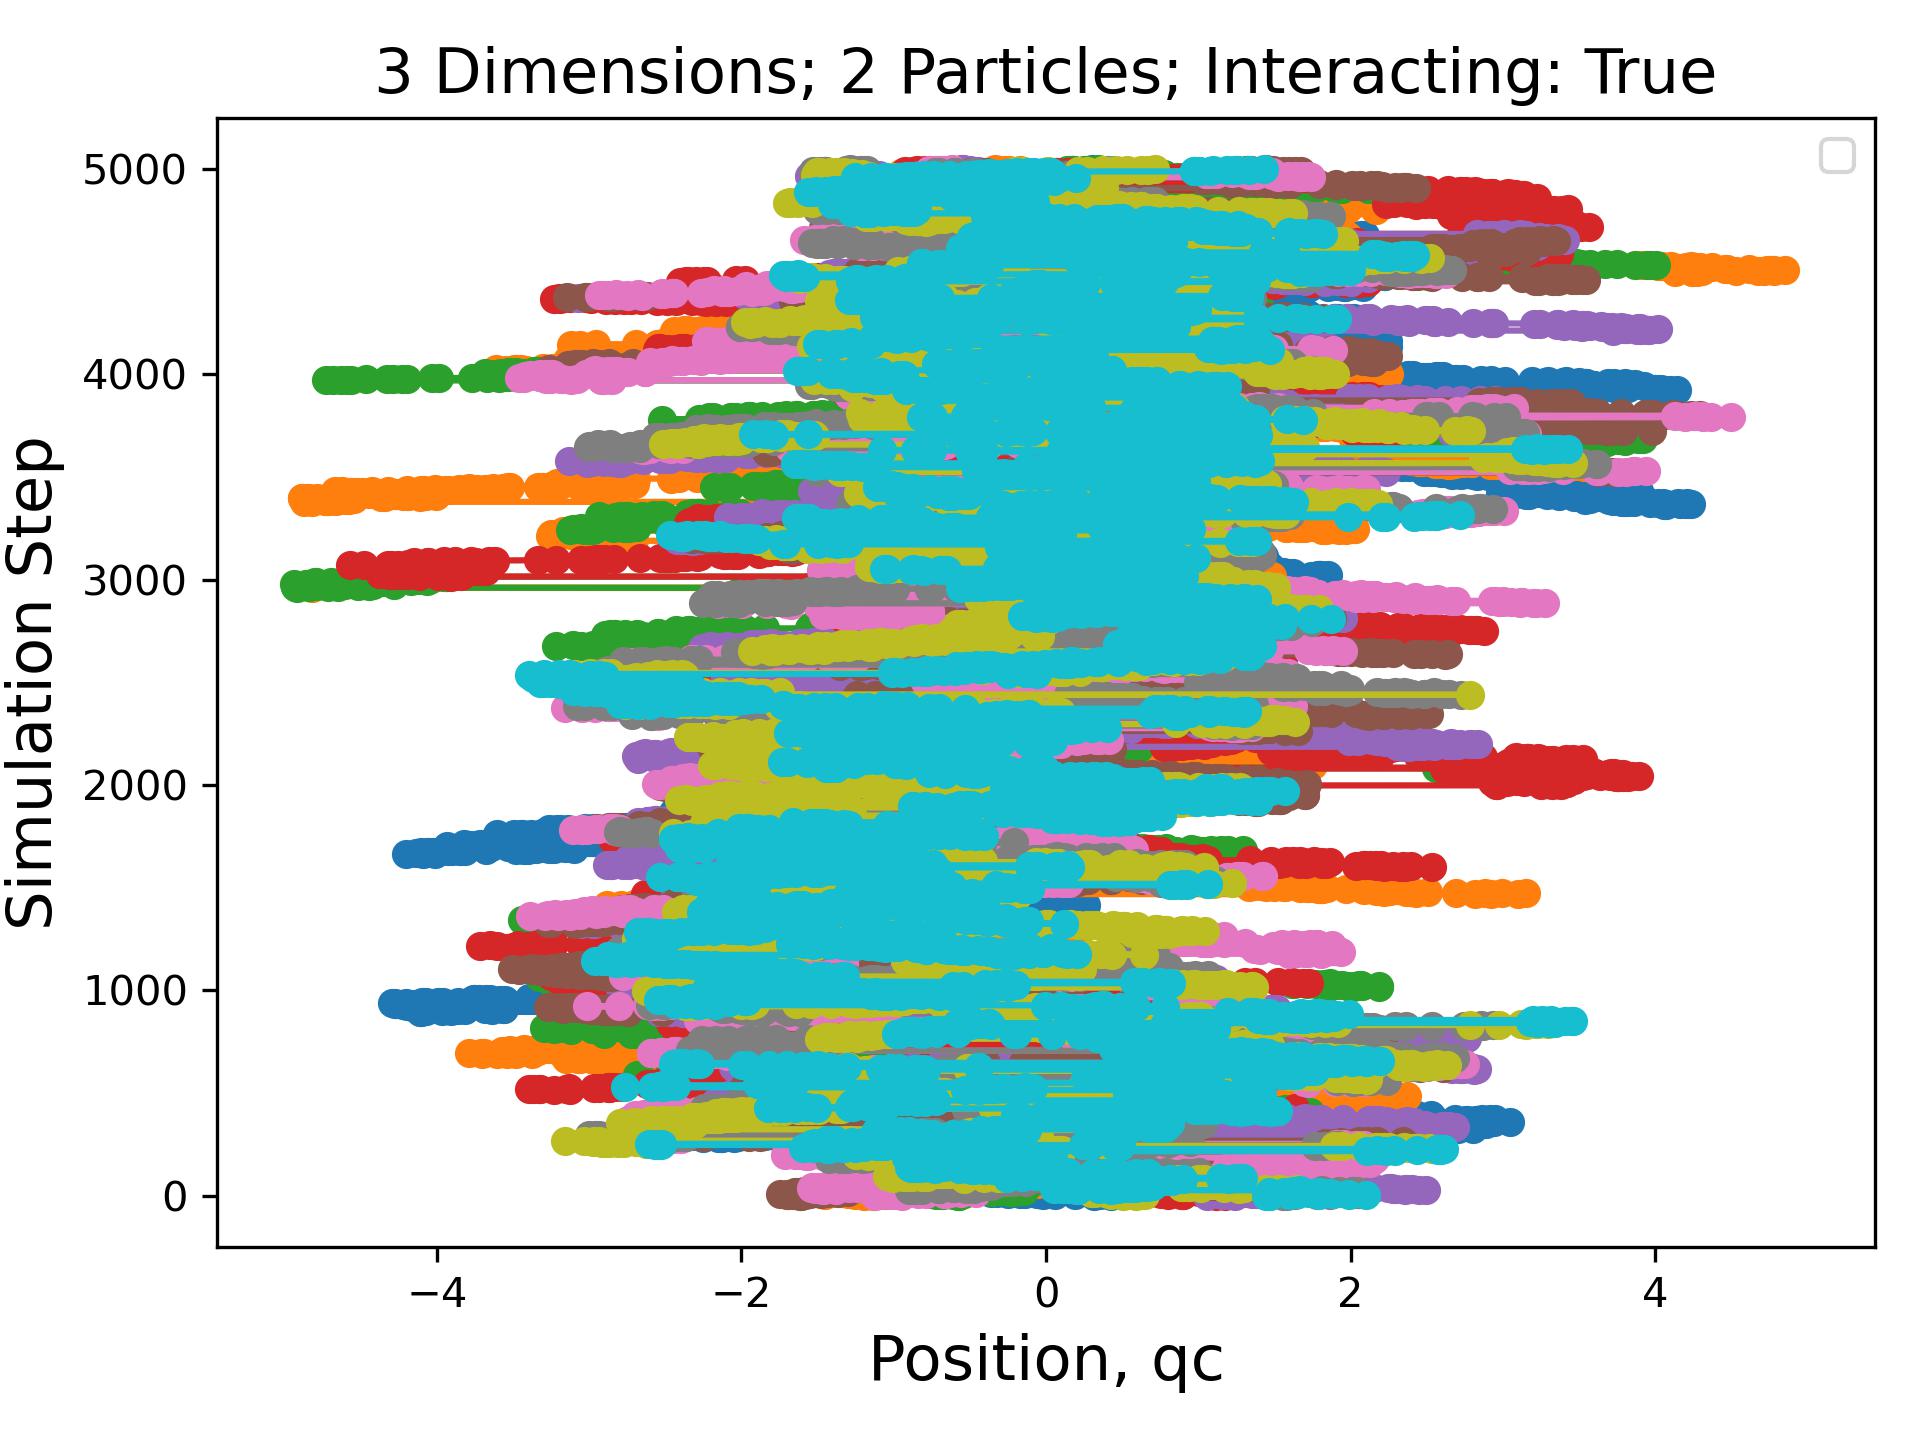 3 Dimensions; 2 Particles; Interacting: True
5000
4000
3000
2000
1000
0
Simulation Step
−4 −2 0 2 4
Position, qc